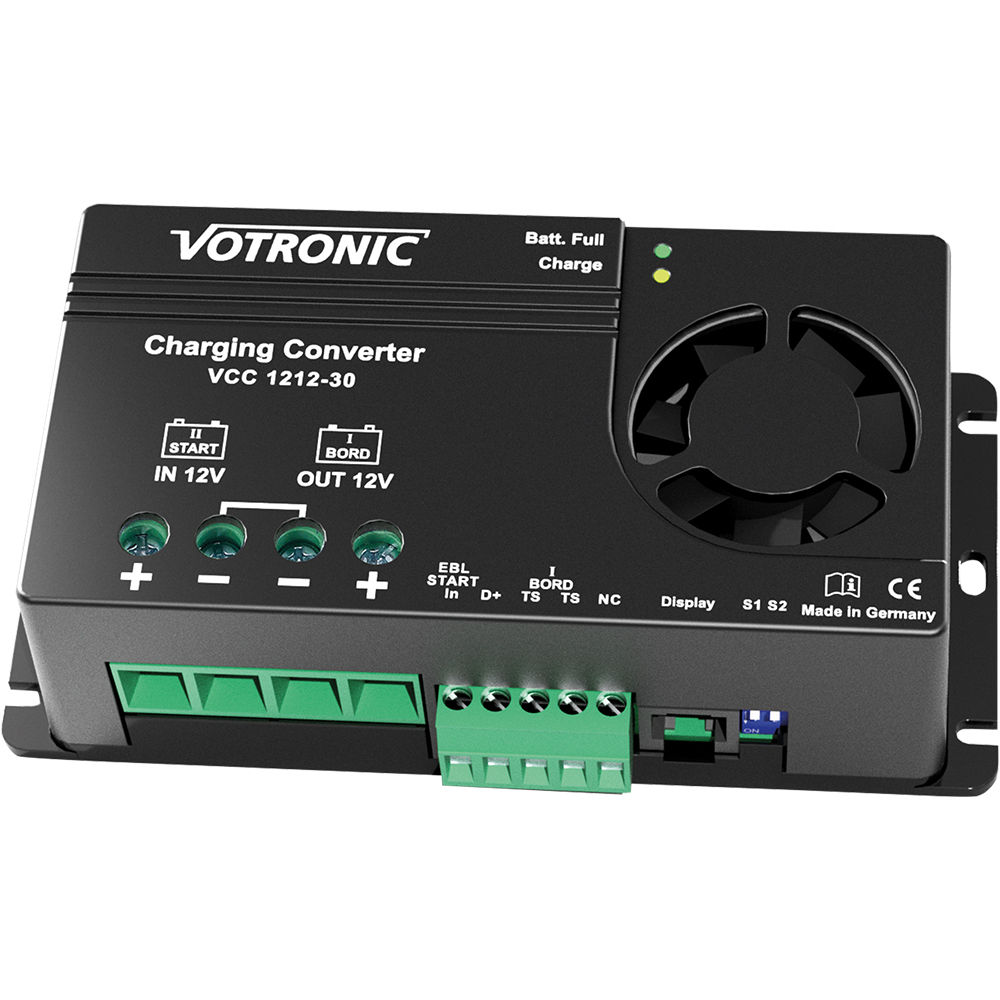 VOTRONIC
Batt. Full
Charge
Charging Converter
VCC 1212-30
II
START
IN 12V
I
BORD
OUT 12V
+ − − +
EBL
START
In
D+
I
BORD
TS TS
NC
Display
S1 S2
i
CE
Made in Germany
ON